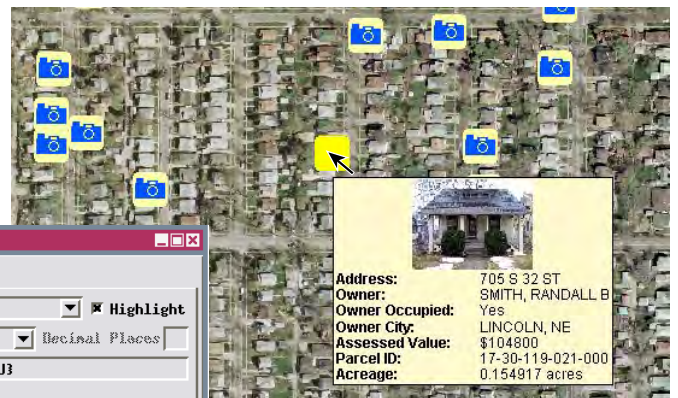 Address: 705 S 32 ST
Owner: SMITH, RANDALL B
Owner Occupied: Yes
Owner City: LINCOLN, NE
Assessed Value: $104800
Parcel ID: 17-30-119-021-000
Acreage: 0.154917 acres
Highlight
Decimal Places